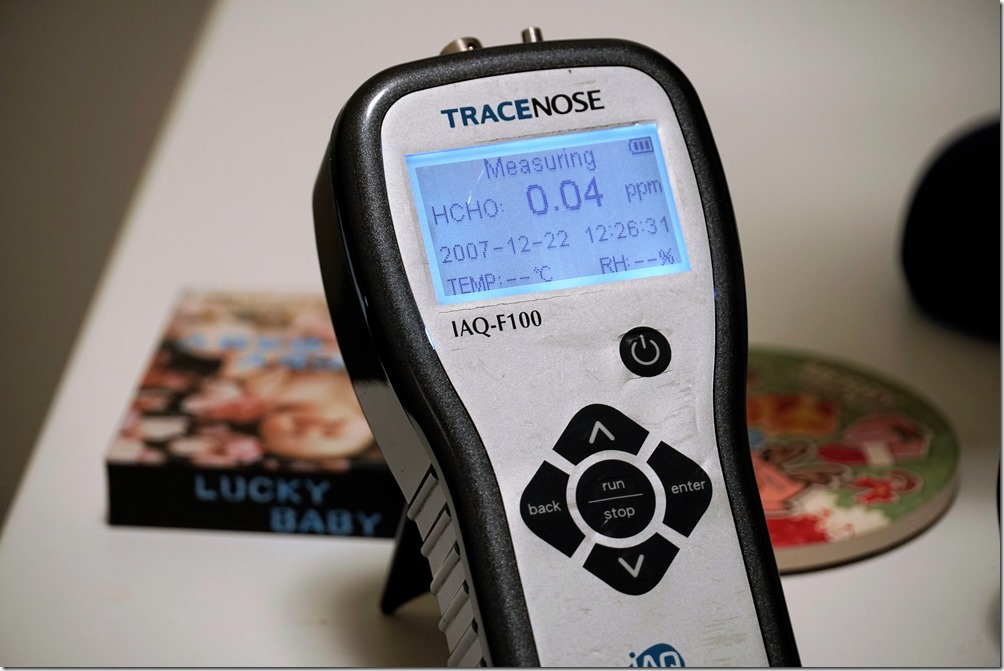 TRACENOSE
Measuring
HCHO: 0.04 ppm
2007-12-22 12:26:31
TEMP:--℃ RH:--%
IAQ-F100
back
run
stop
enter
iAQ
LUCKY
BABY